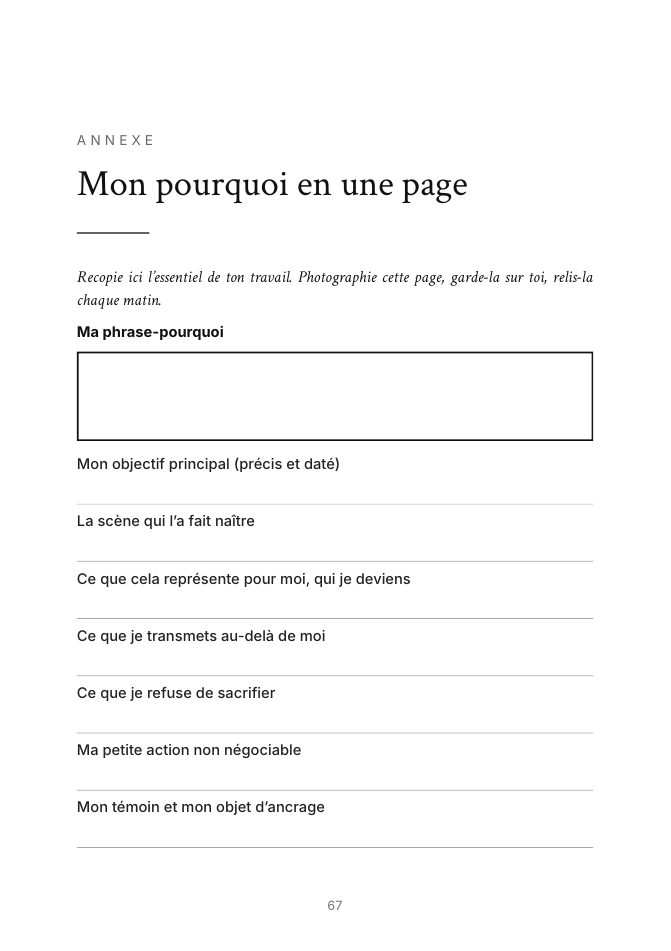 ANNEXE
Mon pourquoi en une page
Recopie ici l’essentiel de ton travail. Photographie cette page, garde-la sur toi, relis-la
chaque matin.
Ma phrase-pourquoi
Mon objectif principal (précis et daté)
La scène qui l’a fait naître
Ce que cela représente pour moi, qui je deviens
Ce que je transmets au-delà de moi
Ce que je refuse de sacrifier
Ma petite action non négociable
Mon témoin et mon objet d’ancrage
67